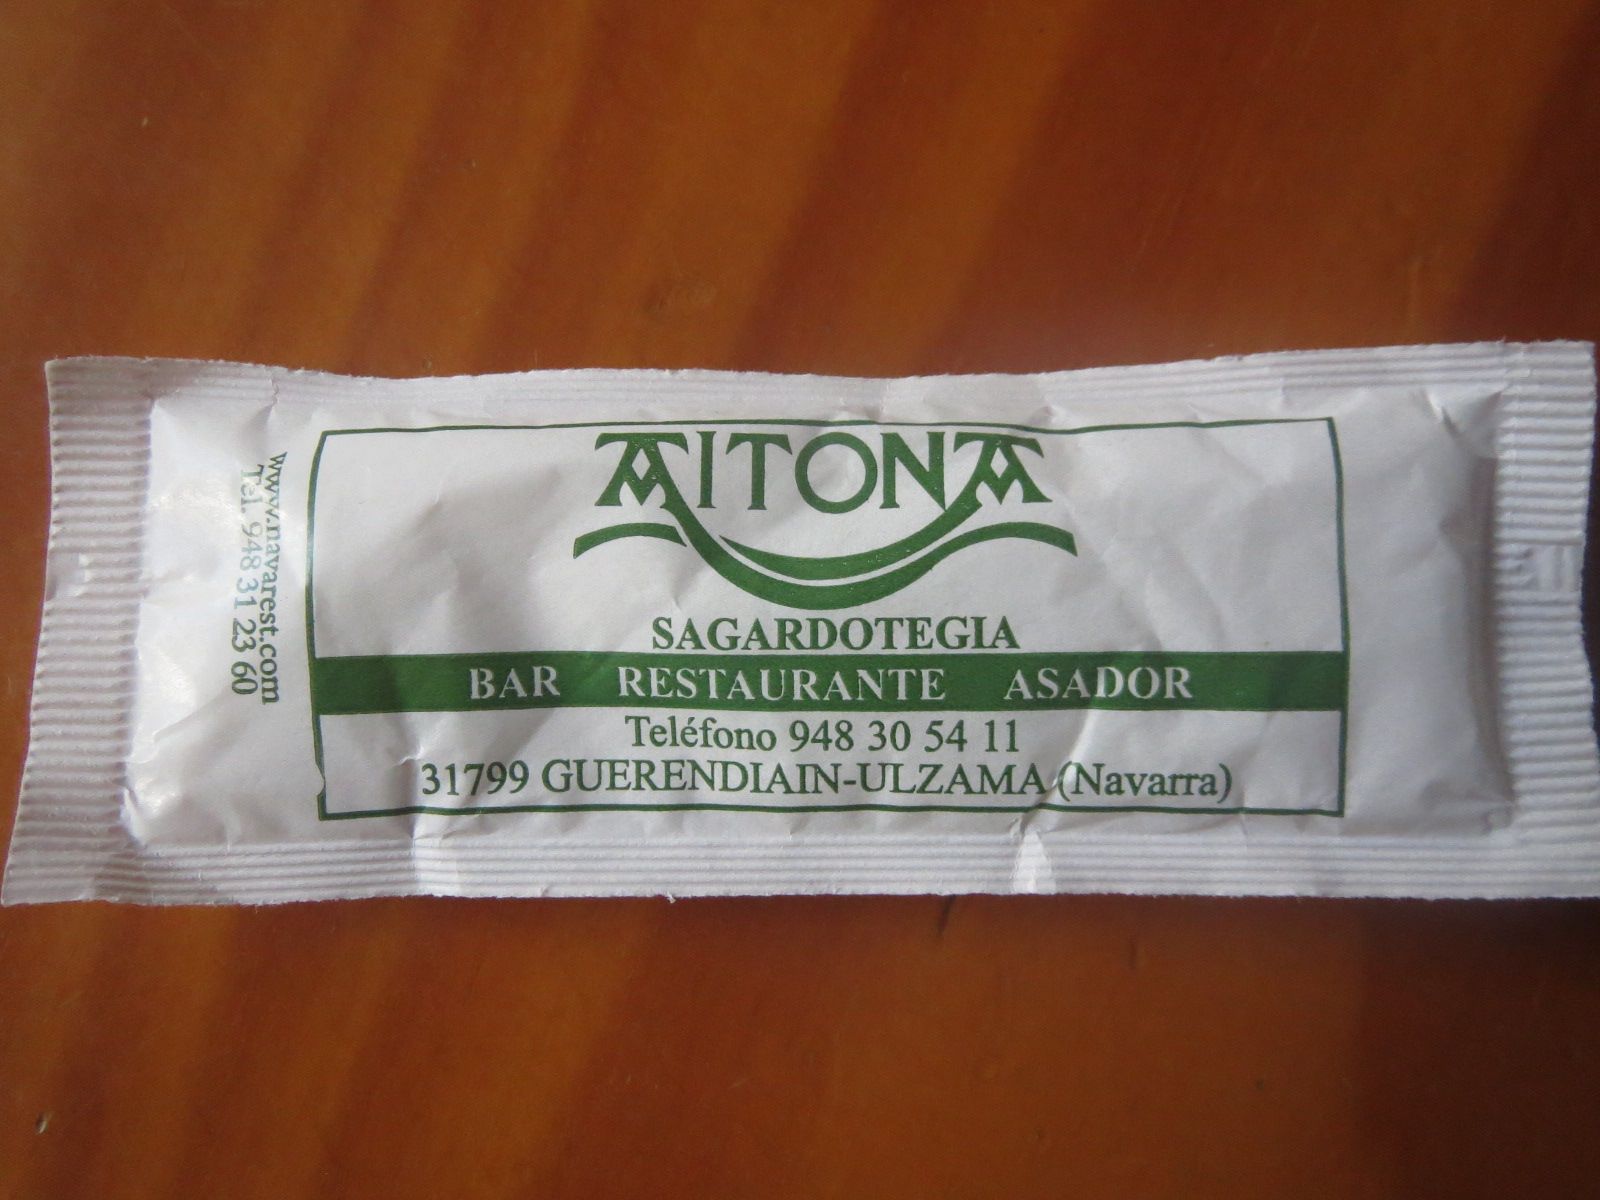 AITONA
SAGARDOTEGIA
BAR RESTAURANTE ASADOR
Teléfono 948 30 54 11
31799 GUERENDIAIN-ULZAMA (Navarra)
www.navarest.com
Tel. 948 31 23 60